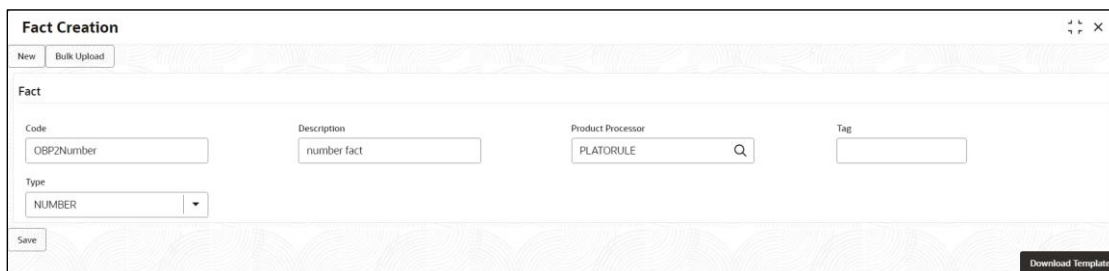 Fact Creation
New Bulk Upload
Fact
Code Description Product Processor Tag
OBP2Number number fact PLATORULE
Type
NUMBER
Save
Download Template